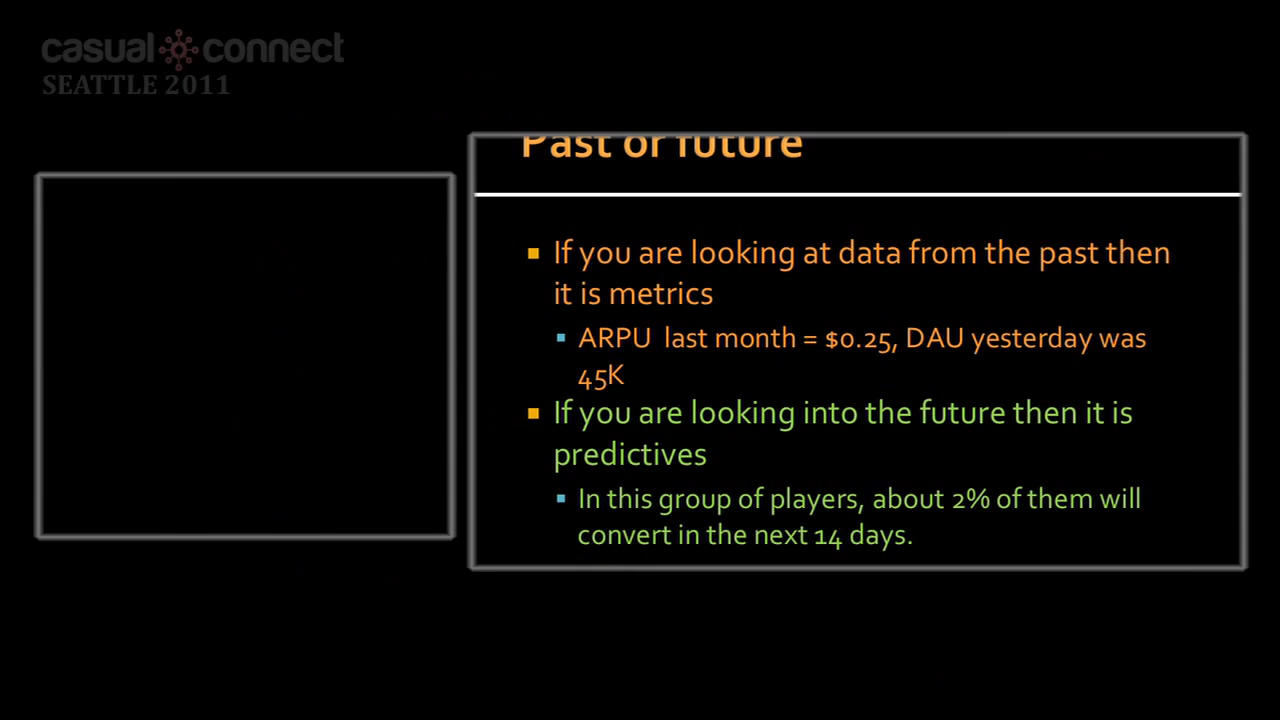 casual connect
SEATTLE 2011
Past or future
If you are looking at data from the past then
it is metrics
ARPU last month = $0.25, DAU yesterday was
45K
If you are looking into the future then it is
predictives
In this group of players, about 2% of them will
convert in the next 14 days.